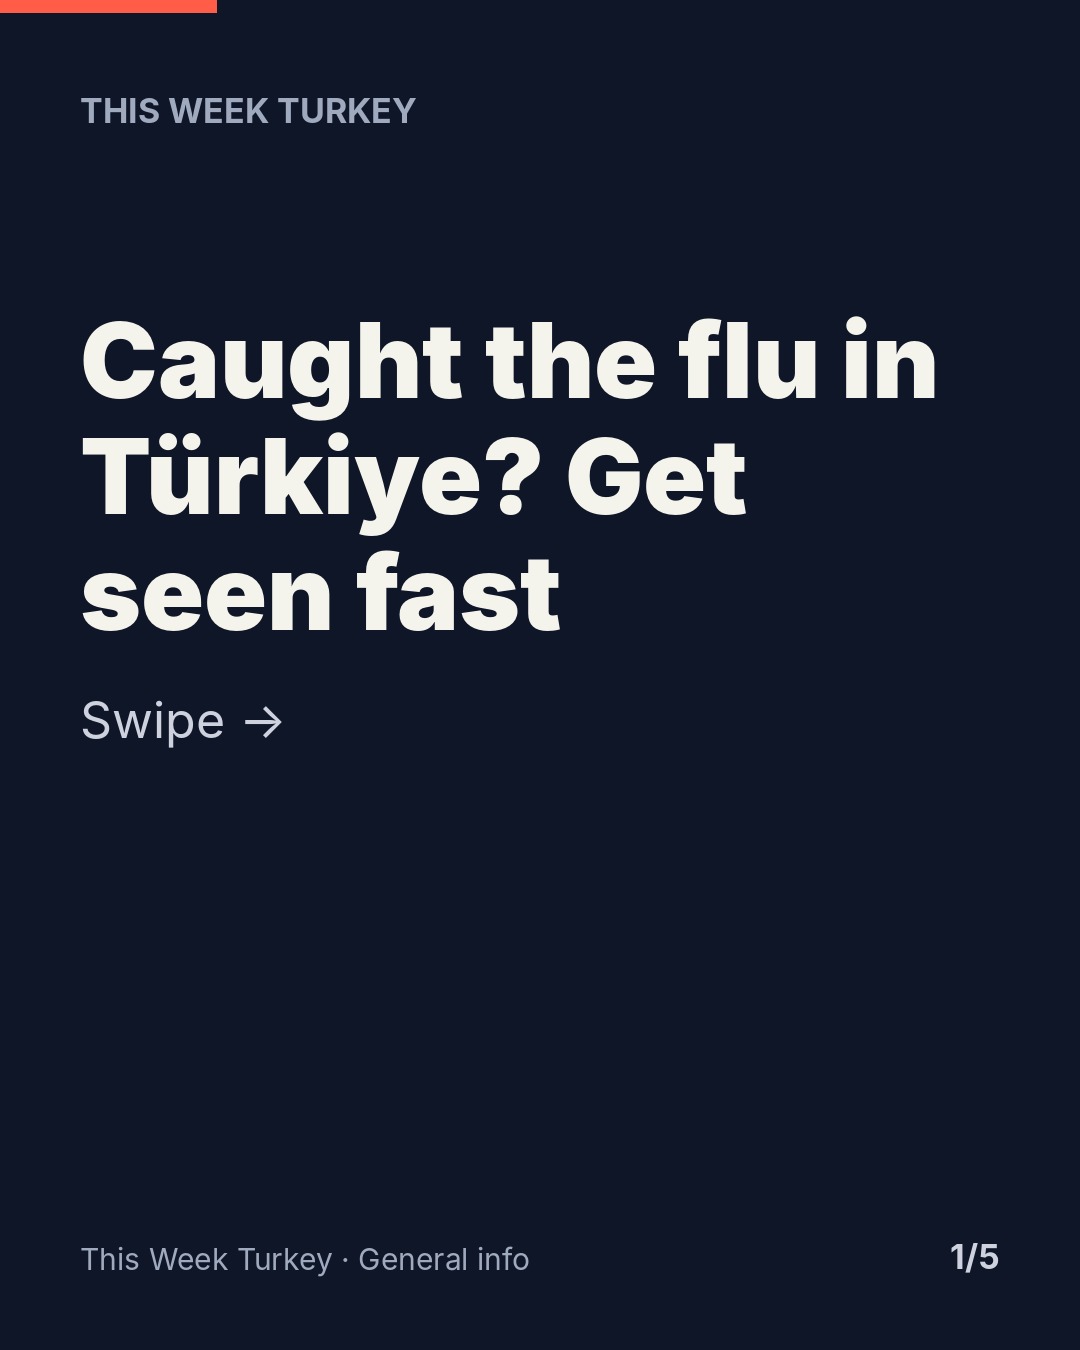 THIS WEEK TURKEY
Caught the flu in
Türkiye? Get
seen fast
Swipe →
This Week Turkey · General info
1/5